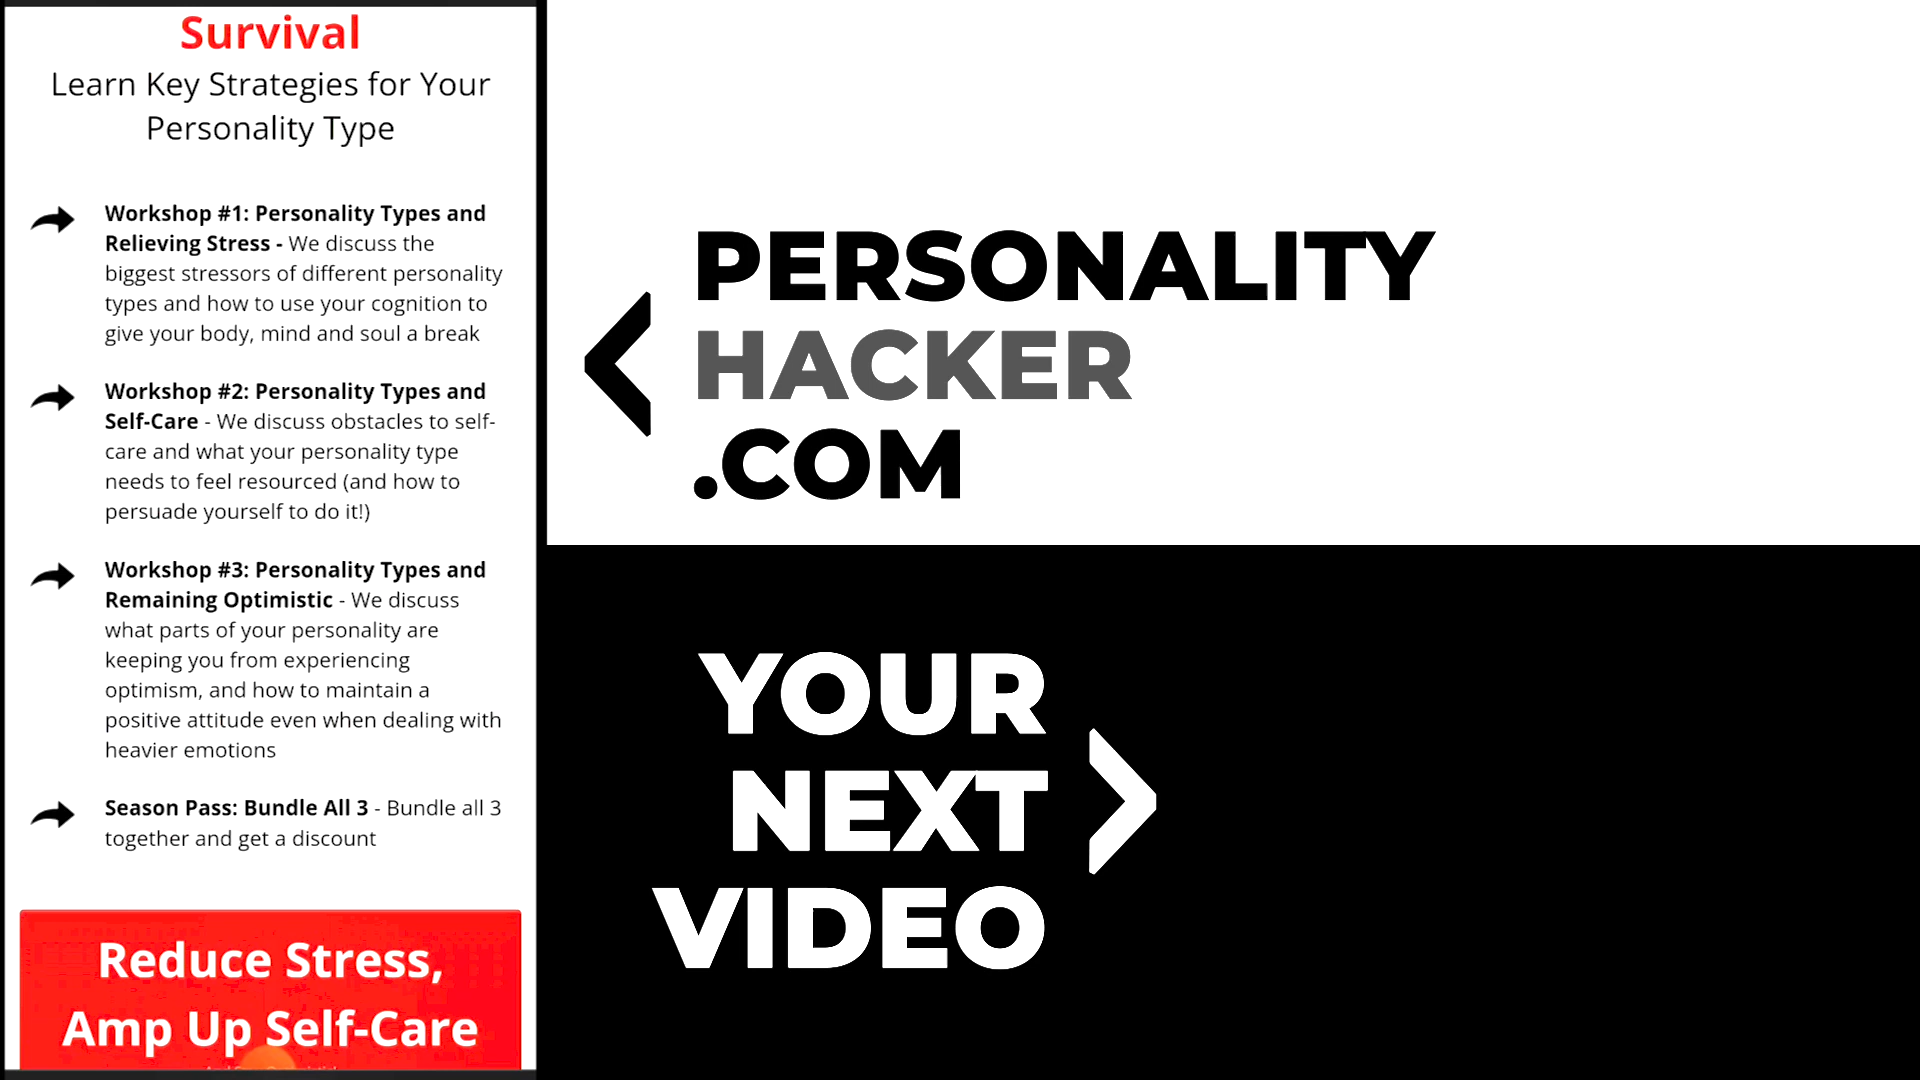 Survival
Learn Key Strategies for Your
Personality Type
Workshop #1: Personality Types and
Relieving Stress - We discuss the
biggest stressors of different personality
types and how to use your cognition to
give your body, mind and soul a break
Workshop #2: Personality Types and
Self-Care - We discuss obstacles to self-
care and what your personality type
needs to feel resourced (and how to
persuade yourself to do it!)
Workshop #3: Personality Types and
Remaining Optimistic - We discuss
what parts of your personality are
keeping you from experiencing
optimism, and how to maintain a
positive attitude even when dealing with
heavier emotions
Season Pass: Bundle All 3 - Bundle all 3
together and get a discount
Reduce Stress,
Amp Up Self-Care
PERSONALITY
HACKER
.COM
YOUR
NEXT
VIDEO